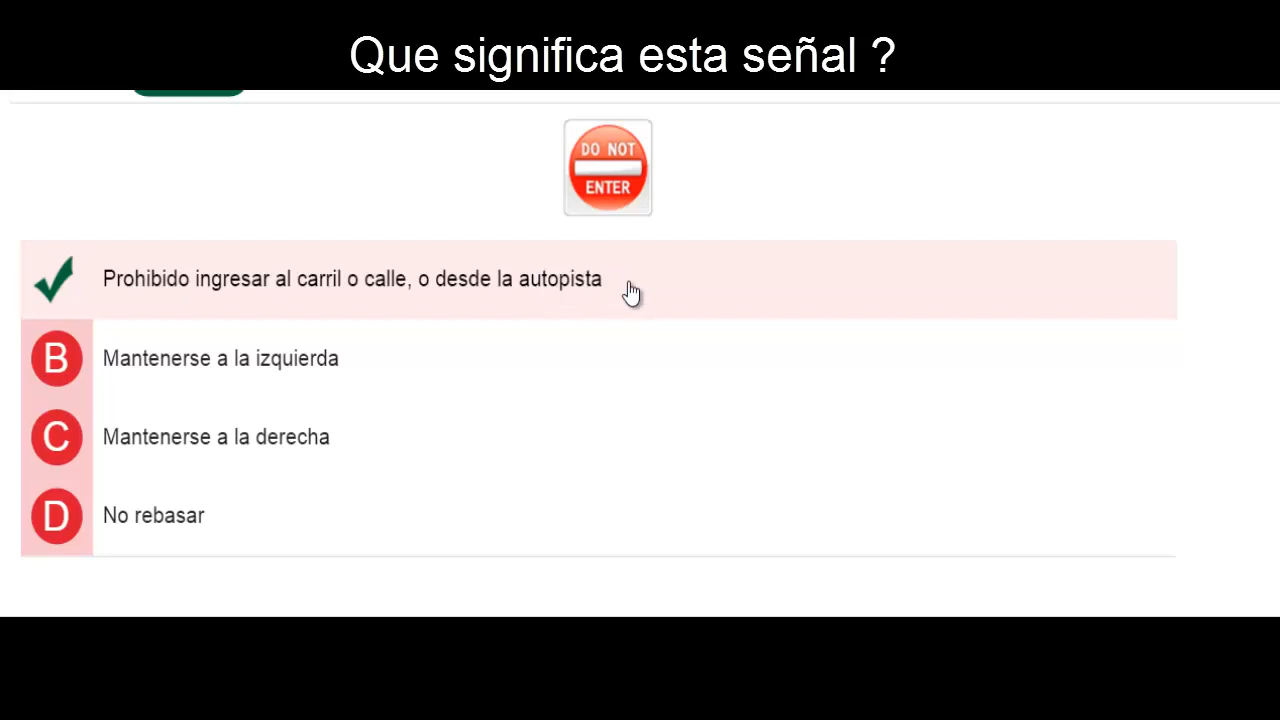 Que significa esta señal ?
DO NOT
ENTER
Prohibido ingresar al carril o calle, o desde la autopista
B Mantenerse a la izquierda
C Mantenerse a la derecha
D No rebasar